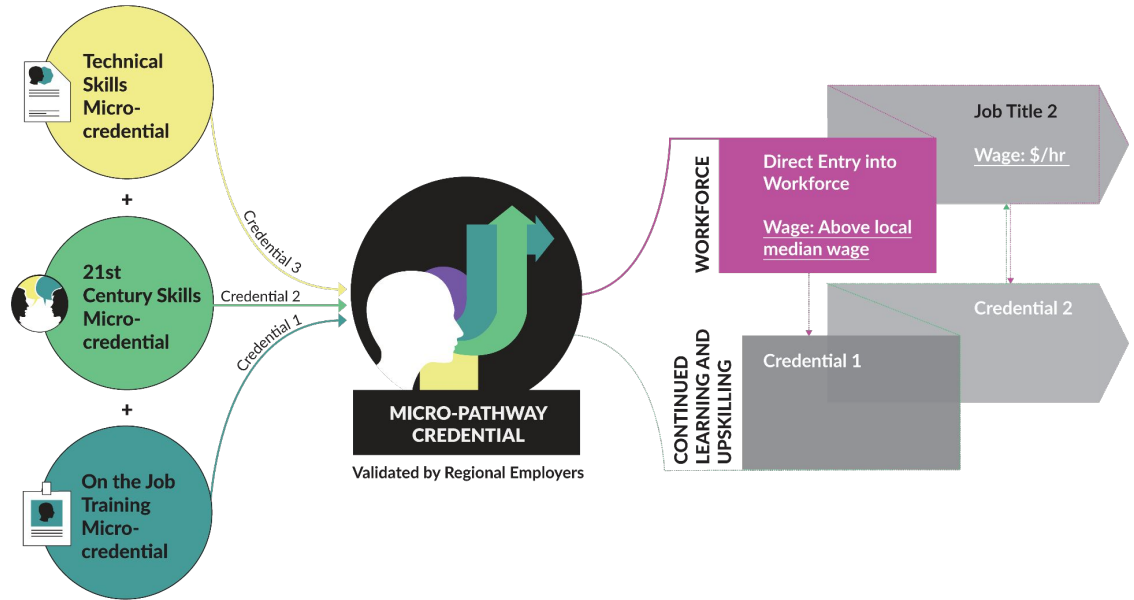 Technical
Skills
Micro-
credential
+
21st
Century Skills
Micro-
credential
+
On the Job
Training
Micro-
credential
Credential 3
Credential 2
Credential 1
MICRO-PATHWAY
CREDENTIAL
Validated by Regional Employers
WORKFORCE
Direct Entry into
Workforce
Wage: Above local
median wage
Job Title 2
Wage: $/hr
CONTINUED
LEARNING AND
UPSKILLING
Credential 1
Credential 2